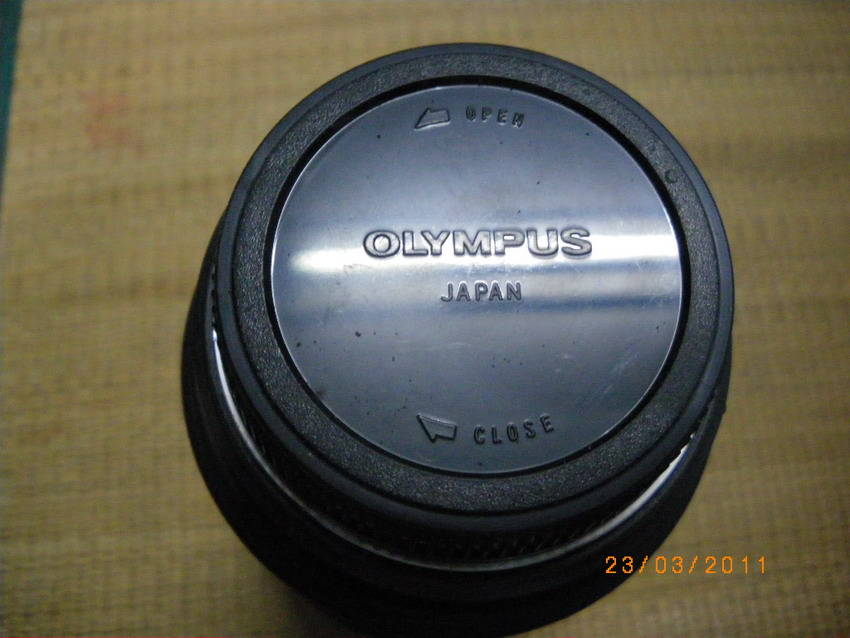 OPEN
OLYMPUS
JAPAN
CLOSE
23/03/2011